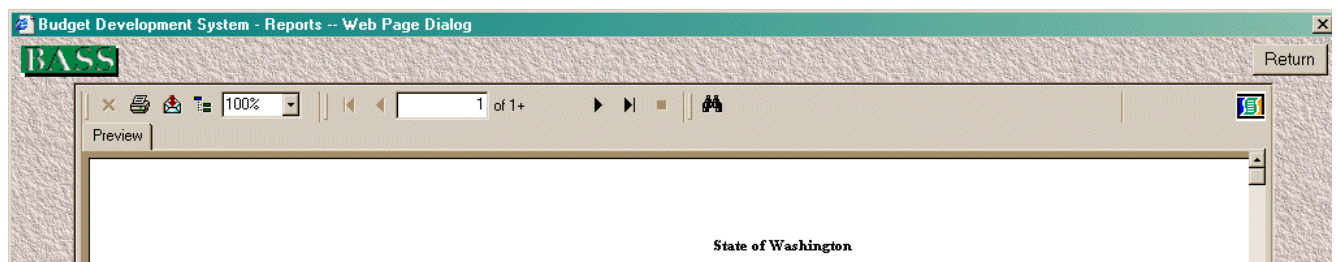 Budget Development System - Reports -- Web Page Dialog
BASS
Return
100%
1 of 1+
Preview
State of Washington